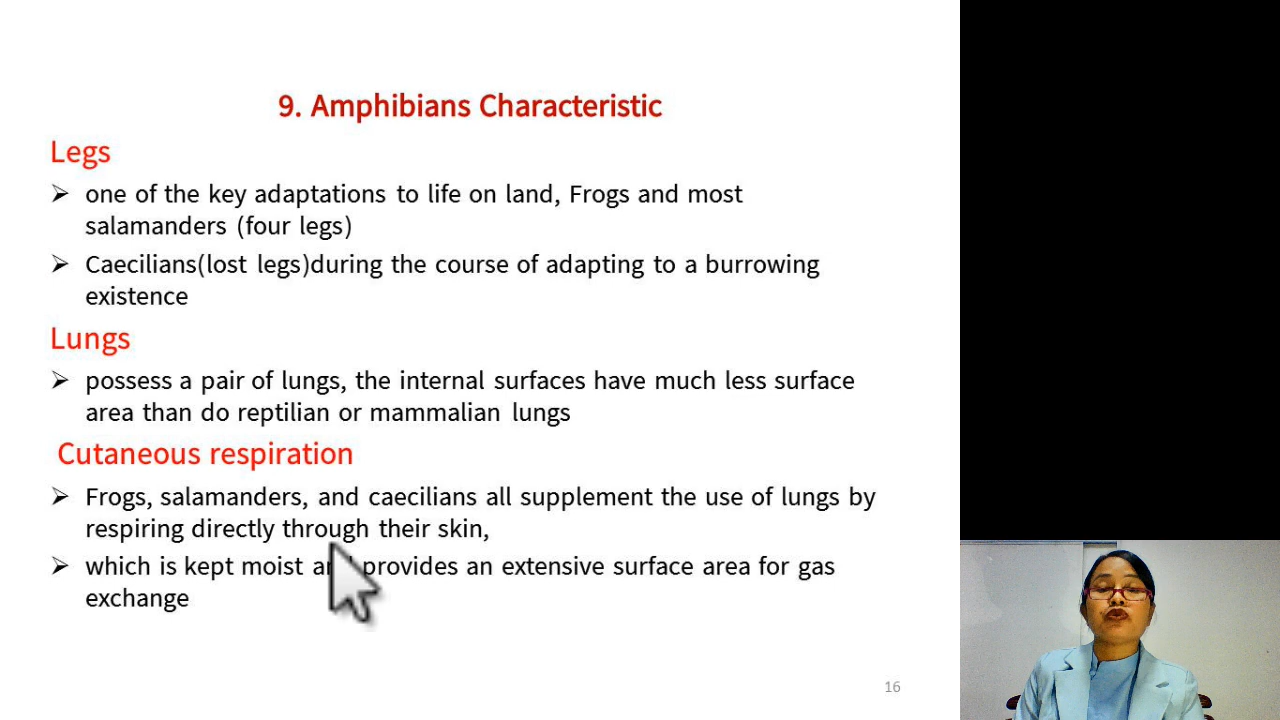 9. Amphibians Characteristic
Legs
➢ one of the key adaptations to life on land, Frogs and most
salamanders (four legs)
➢ Caecilians(lost legs)during the course of adapting to a burrowing
existence
Lungs
➢ possess a pair of lungs, the internal surfaces have much less surface
area than do reptilian or mammalian lungs
Cutaneous respiration
➢ Frogs, salamanders, and caecilians all supplement the use of lungs by
respiring directly through their skin,
➢ which is kept moist and provides an extensive surface area for gas
exchange
16